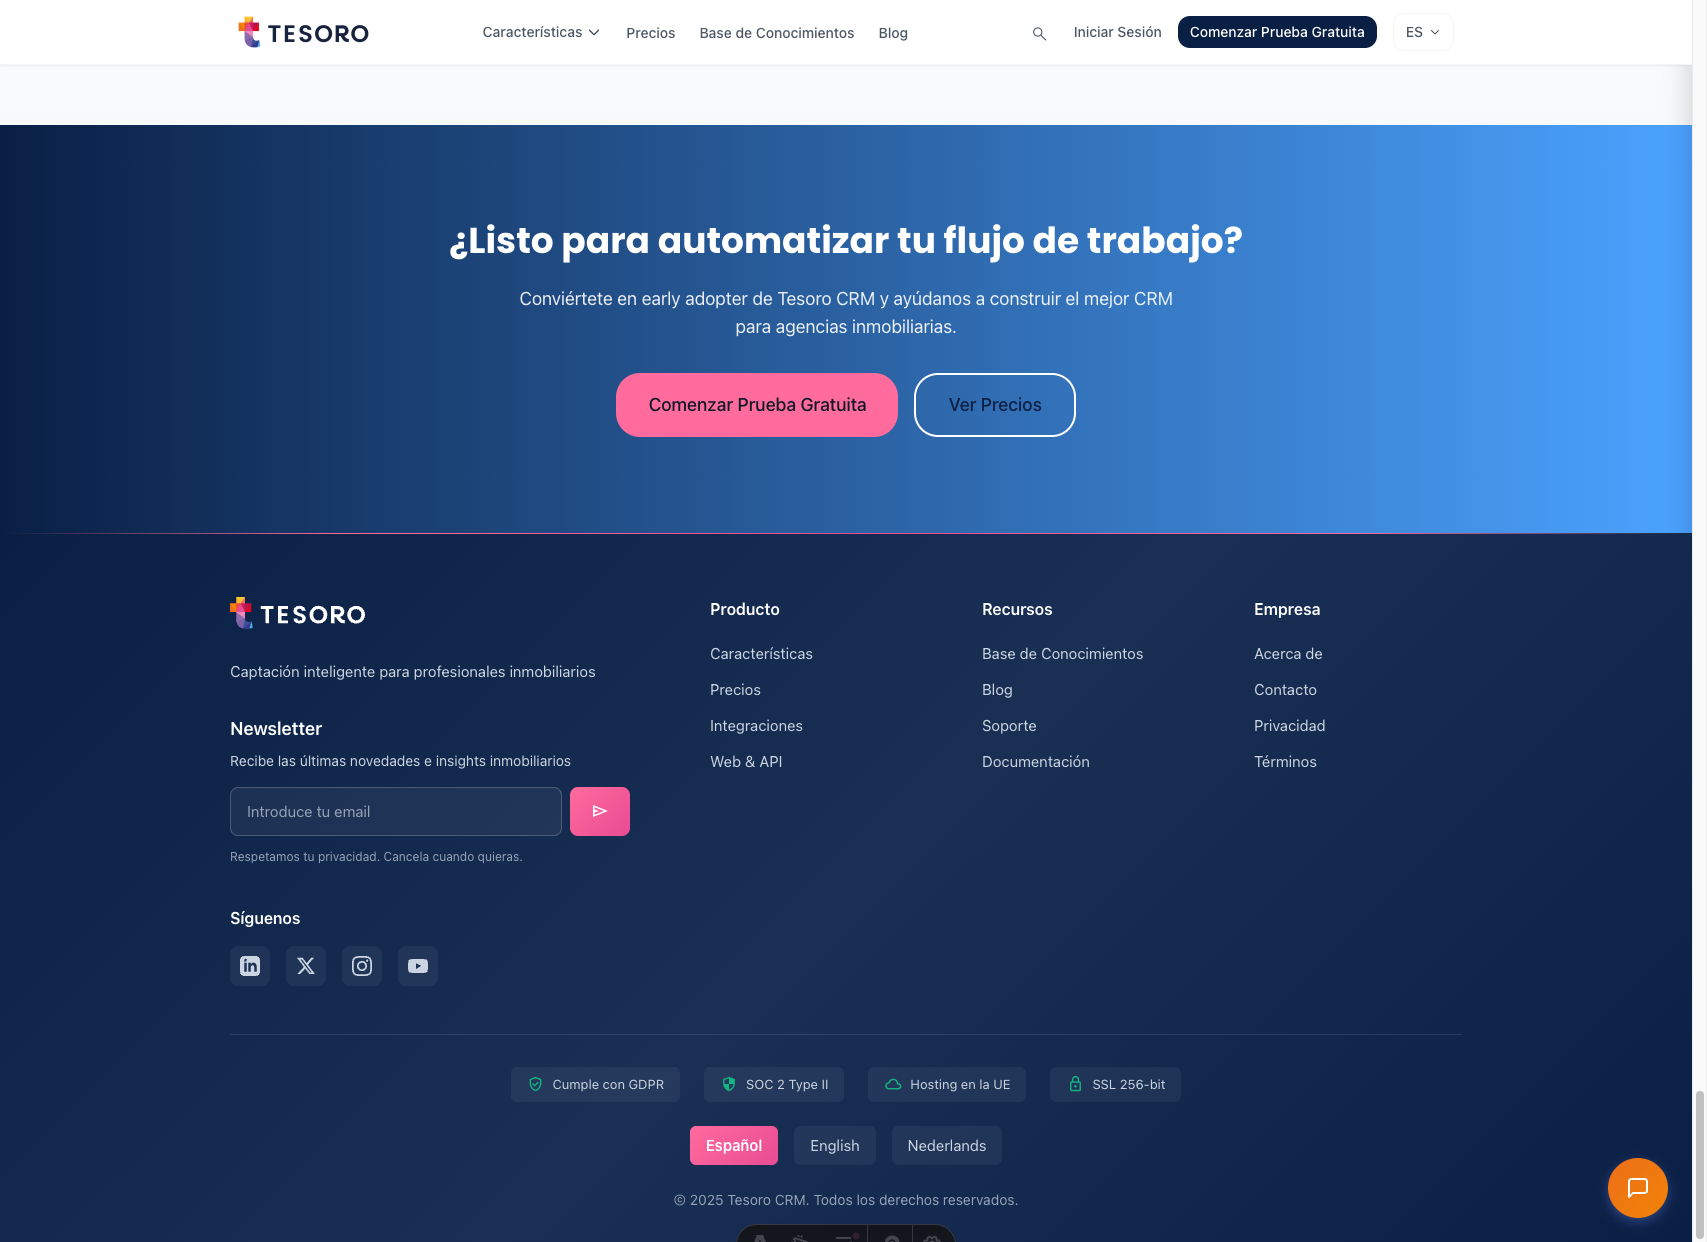 TESORO
Características
Precios
Base de Conocimientos
Blog
Iniciar Sesión
Comenzar Prueba Gratuita
ES
¿Listo para automatizar tu flujo de trabajo?
Conviértete en early adopter de Tesoro CRM y ayúdanos a construir el mejor CRM
para agencias inmobiliarias.
Comenzar Prueba Gratuita
Ver Precios
TESORO
Captación inteligente para profesionales inmobiliarios
Newsletter
Recibe las últimas novedades e insights inmobiliarios
Introduce tu email
Respetamos tu privacidad. Cancela cuando quieras.
Síguenos
Producto
Características
Precios
Integraciones
Web & API
Recursos
Base de Conocimientos
Blog
Soporte
Documentación
Empresa
Acerca de
Contacto
Privacidad
Términos
Cumple con GDPR
SOC 2 Type II
Hosting en la UE
SSL 256-bit
Español
English
Nederlands
© 2025 Tesoro CRM. Todos los derechos reservados.